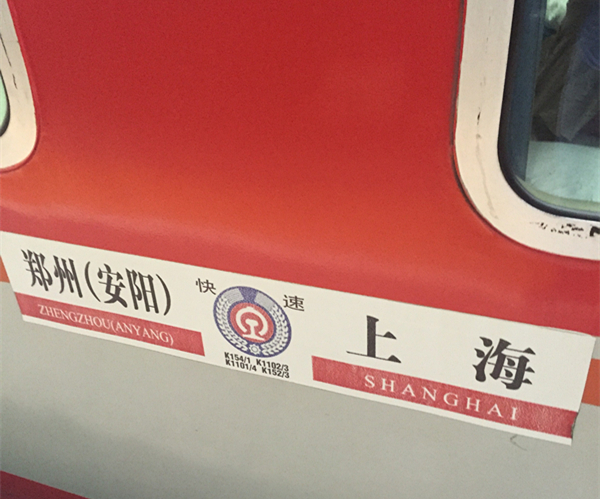 郑州(安阳)
ZHENGZHOU(ANYANG)
快速
K154/1 K1102/3
K1101/4 K152/3
上海
SHANGHAI